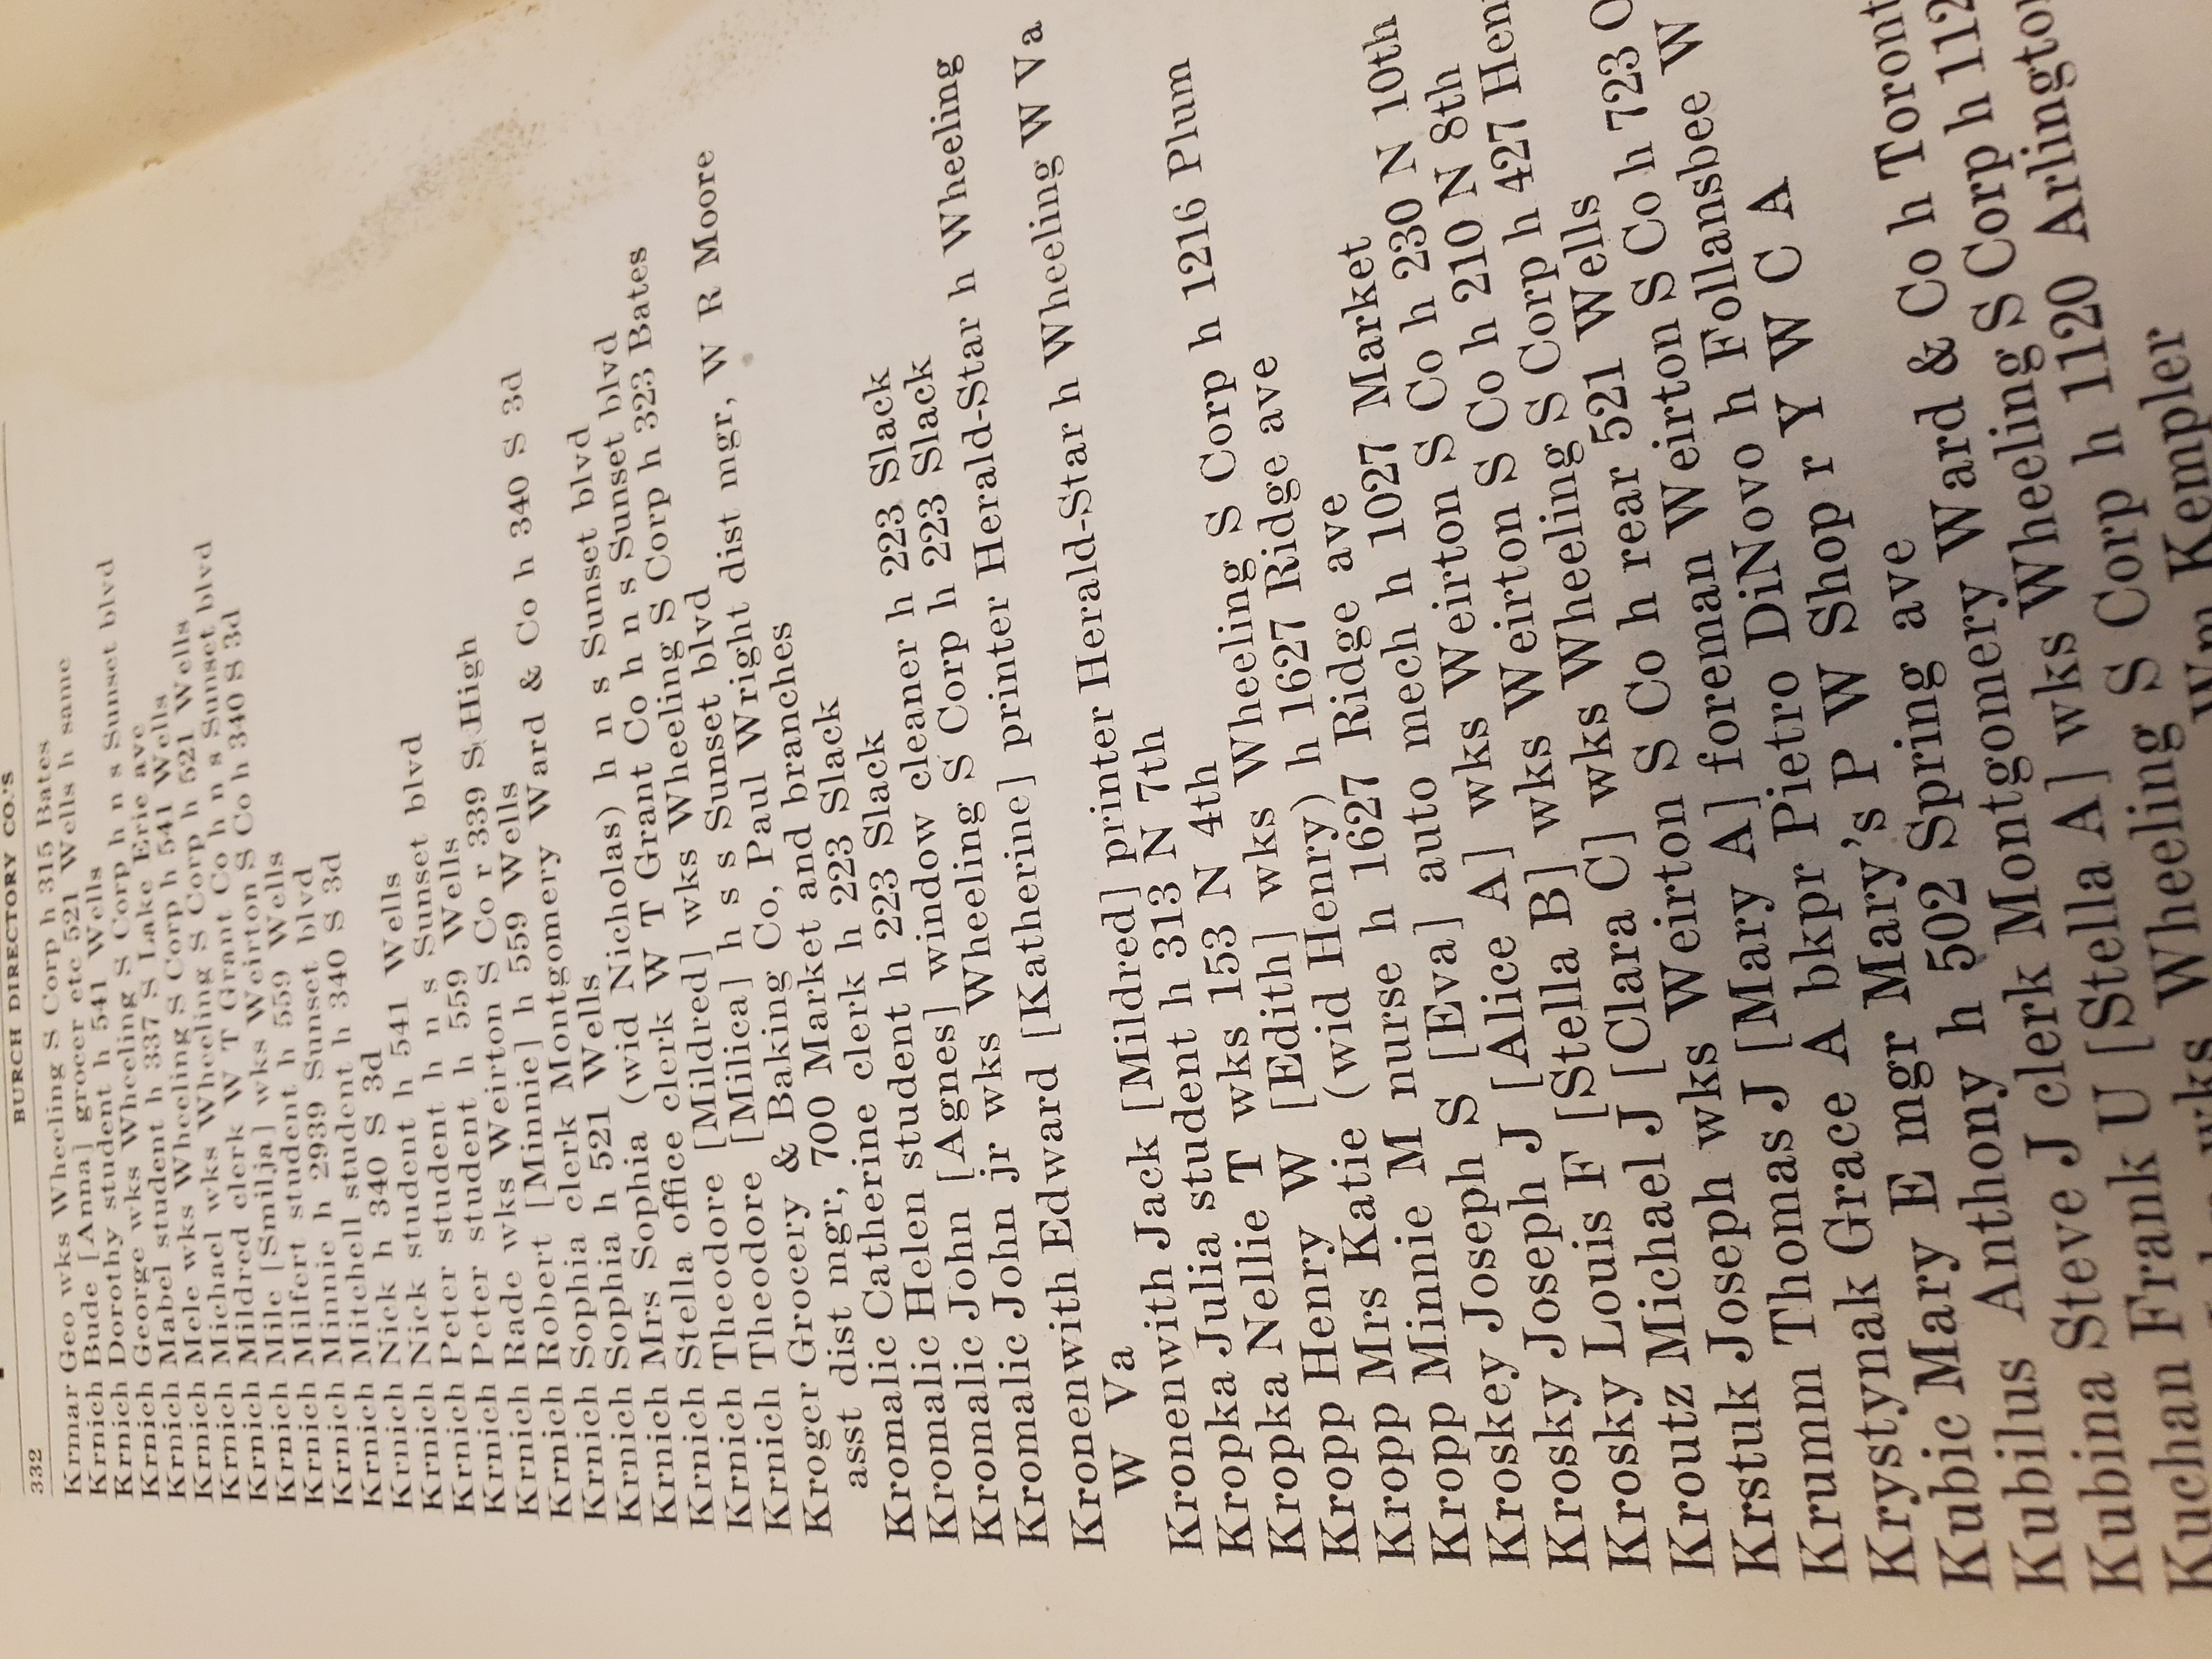 332
BURCH DIRECTORY CO.'S
Krmar Geo wks Wheeling S Corp h 315 Bates
Krnich Bude [Anna] grocer etc 521 Wells h same
Krnich Dorothy student h 541 Wells
Krnich George wks Wheeling S Corp h n s Sunset blvd
Krnich Mabel student h 337 S Lake Erie ave
Krnich Mele wks Wheeling S Corp h 541 Wells
Krnich Michael wks Wheeling S Corp h 521 Wells
Krnich Mildred clerk W T Grant Co h n s Sunset blvd
Krnich Mile [Smilja] wks Weirton S Co h 340 S 3d
Krnich Milfert student h 559 Wells
Krnich Minnie h 2939 Sunset blvd
Krnich Mitchell student h 340 S 3d
Krnich Nick h 340 S 3d
Krnich Nick student h 541 Wells
Krnich Peter student h n s Sunset blvd
Krnich Peter student h 559 Wells
Krnich Rade wks Weirton S Co r 339 S High
Krnich Robert [Minnie] h 559 Wells
Krnich Sophia clerk Montgomery Ward & Co h 340 S 3d
Krnich Sophia h 521 Wells
Krnich Mrs Sophia (wid Nicholas) h n s Sunset blvd
Krnich Stella office clerk W T Grant Co h n s Sunset blvd
Krnich Theodore [Mildred] wks Wheeling S Corp h 323 Bates
Krnich Theodore [Milica] h s s Sunset blvd
Kroger Grocery & Baking Co, Paul Wright dist mgr, W R Moore
asst dist mgr, 700 Market and branches
Kromalic Catherine clerk h 223 Slack
Kromalic Helen student h 223 Slack
Kromalic John [Agnes] window cleaner h 223 Slack
Kromalic John jr wks Wheeling S Corp h 223 Slack
Kronenwith Edward [Katherine] printer Herald-Star h Wheeling
W Va
Kronenwith Jack [Mildred] printer Herald-Star h Wheeling W Va
Kropka Julia student h 313 N 7th
Kropka Nellie T wks 153 N 4th
Kropp Henry W [Edith] wks Wheeling S Corp h 1216 Plum
Kropp Mrs Katie (wid Henry) h 1627 Ridge ave
Kropp Minnie M nurse h 1627 Ridge ave
Kroskey Joseph S [Eva] auto mech h 1027 Market
Krosky Joseph J [Alice A] wks Weirton S Co h 230 N 10th
Krosky Louis F [Stella B] wks Weirton S Co h 210 N 8th
Kroutz Michael J [Clara C] wks Wheeling S Corp h 427 Hen
Krstuk Joseph wks Weirton S Co h rear 521 Wells
Krumm Thomas J [Mary A] foreman Weirton S Co h 723 O
Krystynak Grace A bkpr Pietro DiNovo h Follansbee W
Kubic Mary E mgr Mary's P W Shop r Y W C A
Kubilus Anthony h 502 Spring ave
Kubina Steve J clerk Montgomery Ward & Co h Toront
Kuchan Frank U [Stella A] wks Wheeling S Corp h 112
wks Wheeling S Corp h 1120 Arlington
Wm Kempler